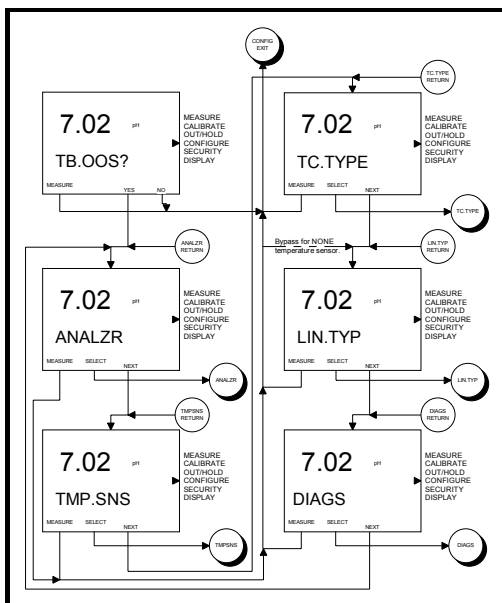 CONFIG
EXIT
TC.TYPE
RETURN
7.02 pH
TB.OOS?
MEASURE
YES
NO
MEASURE
CALIBRATE
OUT/HOLD
CONFIGURE
SECURITY
DISPLAY
7.02 pH
TC.TYPE
MEASURE
SELECT
NEXT
MEASURE
CALIBRATE
OUT/HOLD
CONFIGURE
SECURITY
DISPLAY
TC.TYPE
ANALZR
RETURN
Bypass for NONE
temperature sensor.
LIN.TYP
RETURN
7.02 pH
ANALZR
MEASURE
SELECT
NEXT
MEASURE
CALIBRATE
OUT/HOLD
CONFIGURE
SECURITY
DISPLAY
ANALZR
7.02 pH
LIN.TYP
MEASURE
SELECT
NEXT
MEASURE
CALIBRATE
OUT/HOLD
CONFIGURE
SECURITY
DISPLAY
LIN.TYP
TMPSNS
RETURN
DIAGS
RETURN
7.02 pH
TMP.SNS
MEASURE
SELECT
NEXT
MEASURE
CALIBRATE
OUT/HOLD
CONFIGURE
SECURITY
DISPLAY
TMPSNS
7.02 pH
DIAGS
MEASURE
SELECT
NEXT
MEASURE
CALIBRATE
OUT/HOLD
CONFIGURE
SECURITY
DISPLAY
DIAGS